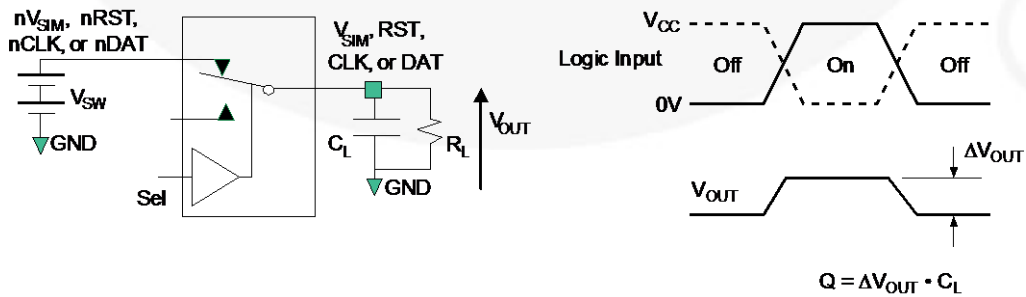 nV_SIM, nRST,
nCLK, or nDAT
V_SW
GND
Sel
V_SIM, RST,
CLK, or DAT
C_L
R_L
GND
V_OUT
V_CC
Logic Input
Off
On
Off
0V
V_OUT
ΔV_OUT
Q = ΔV_OUT • C_L